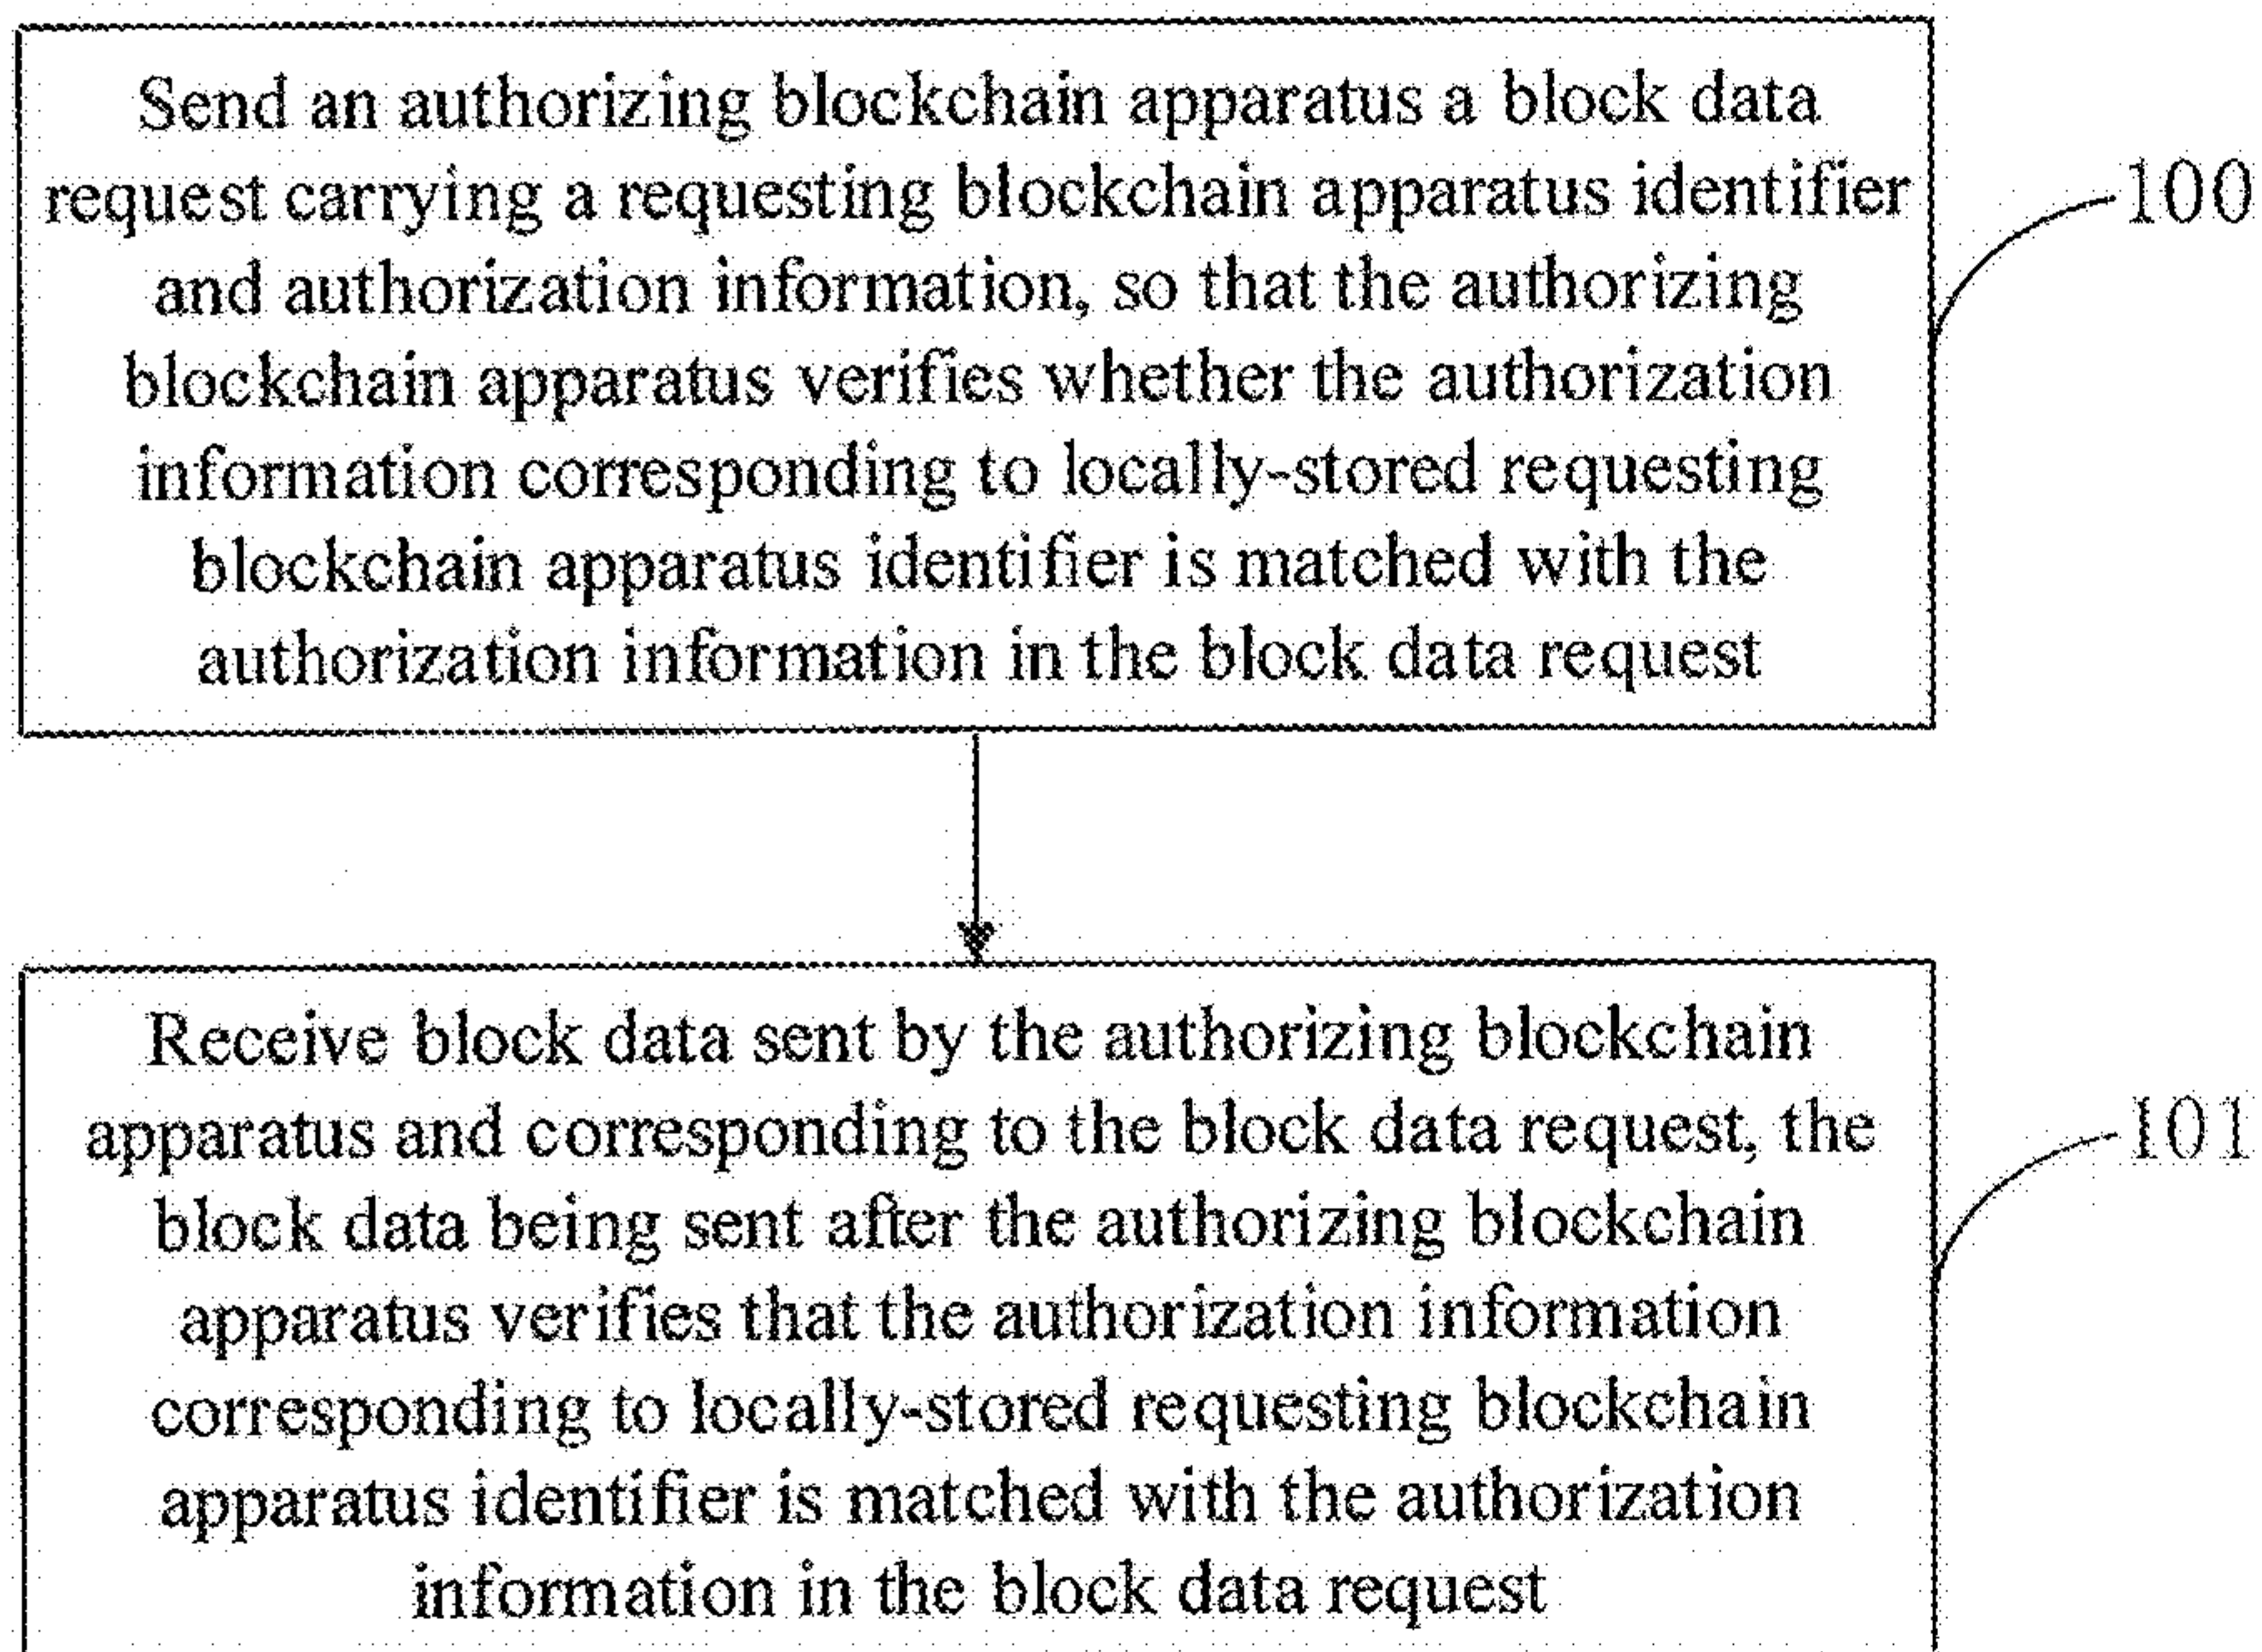 Send an authorizing blockchain apparatus a block data
request carrying a requesting blockchain apparatus identifier
and authorization information, so that the authorizing
blockchain apparatus verifies whether the authorization
information corresponding to locally-stored requesting
blockchain apparatus identifier is matched with the
authorization information in the block data request
100
Receive block data sent by the authorizing blockchain
apparatus and corresponding to the block data request, the
block data being sent after the authorizing blockchain
apparatus verifies that the authorization information
corresponding to locally-stored requesting blockchain
apparatus identifier is matched with the authorization
information in the block data request
101